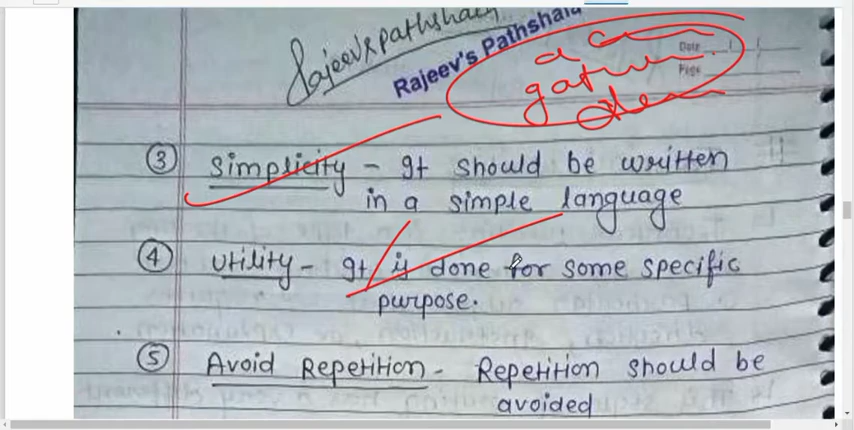 Rajeev's Pathshala
Rajeev's Pathshala
Date
Page
③ Simplicity - It should be written
in a simple language
④ Utility - It is done for some specific
purpose.
⑤ Avoid Repetition - Repetition should be
avoided